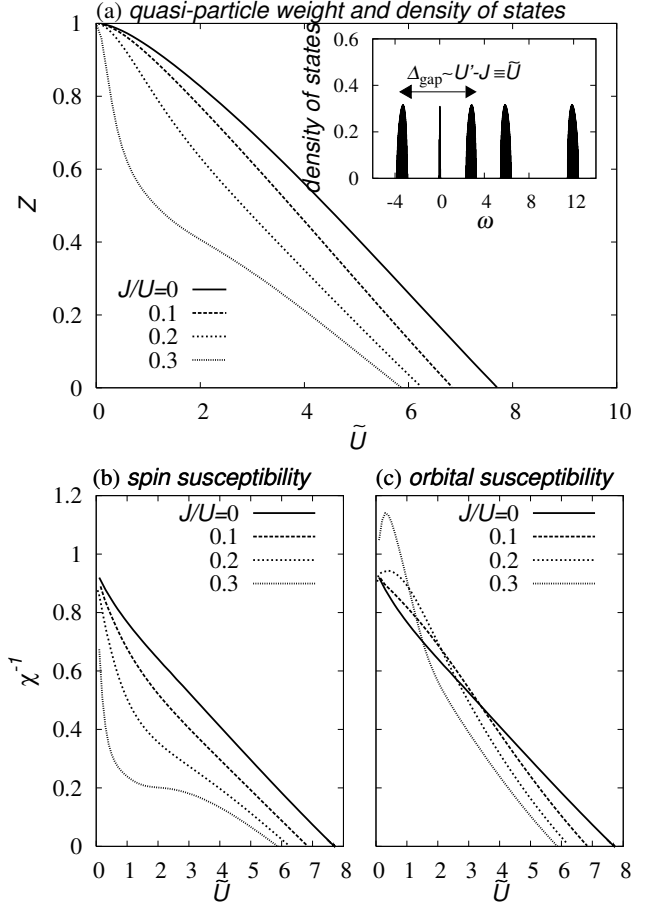 (a) quasi-particle weight and density of states
1
0.8
0.6
0.4
0.2
0
Z
J/U=0
0.1
0.2
0.3
0
2
4
6
8
10
Ũ
density of states
0.6
0.4
0.2
0
Δgap~U'-J ≡Ũ
-4
0
4
8
12
ω
(b) spin susceptibility
1.2
1
0.8
0.6
0.4
0.2
0
χ⁻¹
J/U=0
0.1
0.2
0.3
0 1 2 3 4 5 6 7 8
Ũ
(c) orbital susceptibility
J/U=0
0.1
0.2
0.3
0 1 2 3 4 5 6 7 8
Ũ